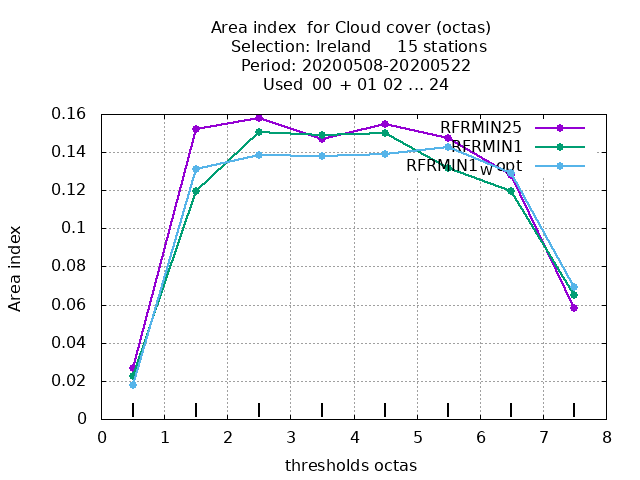 Area index  for Cloud cover (octas)
Selection: Ireland     15 stations
Period: 20200508-20200522
Used  00  + 01 02 ... 24
RFRMIN25
RFRMIN1
RFRMIN1wopt
0.16
0.14
0.12
0.1
0.08
0.06
0.04
0.02
0
Area index
0 1 2 3 4 5 6 7 8
thresholds octas